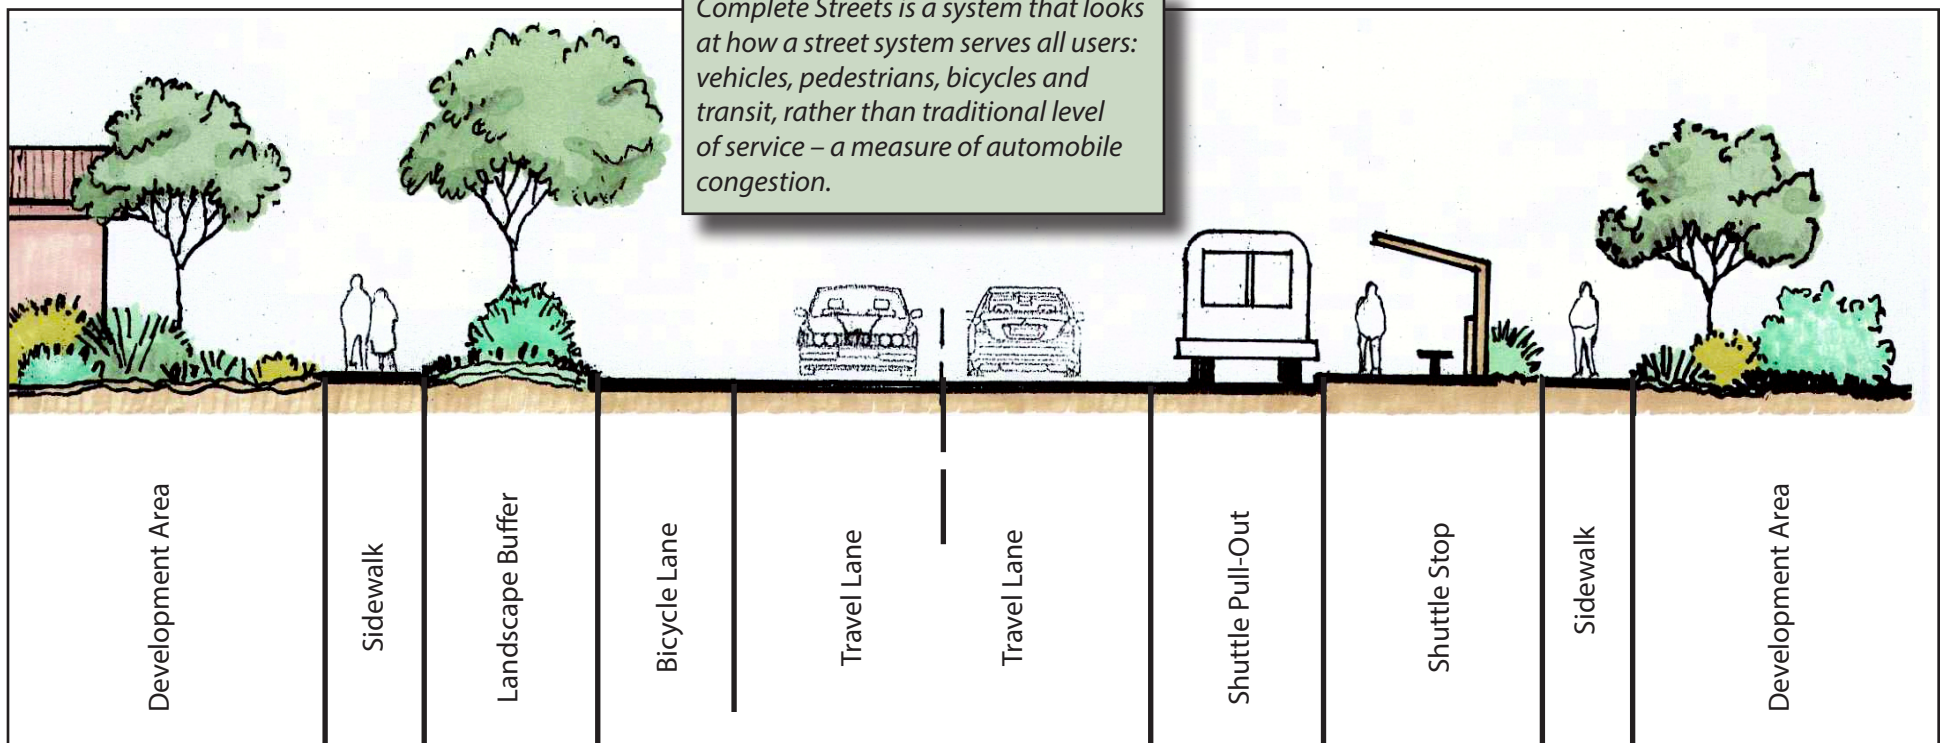 Complete Streets is a system that looks
at how a street system serves all users:
vehicles, pedestrians, bicycles and
transit, rather than traditional level
of service – a measure of automobile
congestion.
Development Area
Sidewalk
Landscape Buffer
Bicycle Lane
Travel Lane
Travel Lane
Shuttle Pull-Out
Shuttle Stop
Sidewalk
Development Area